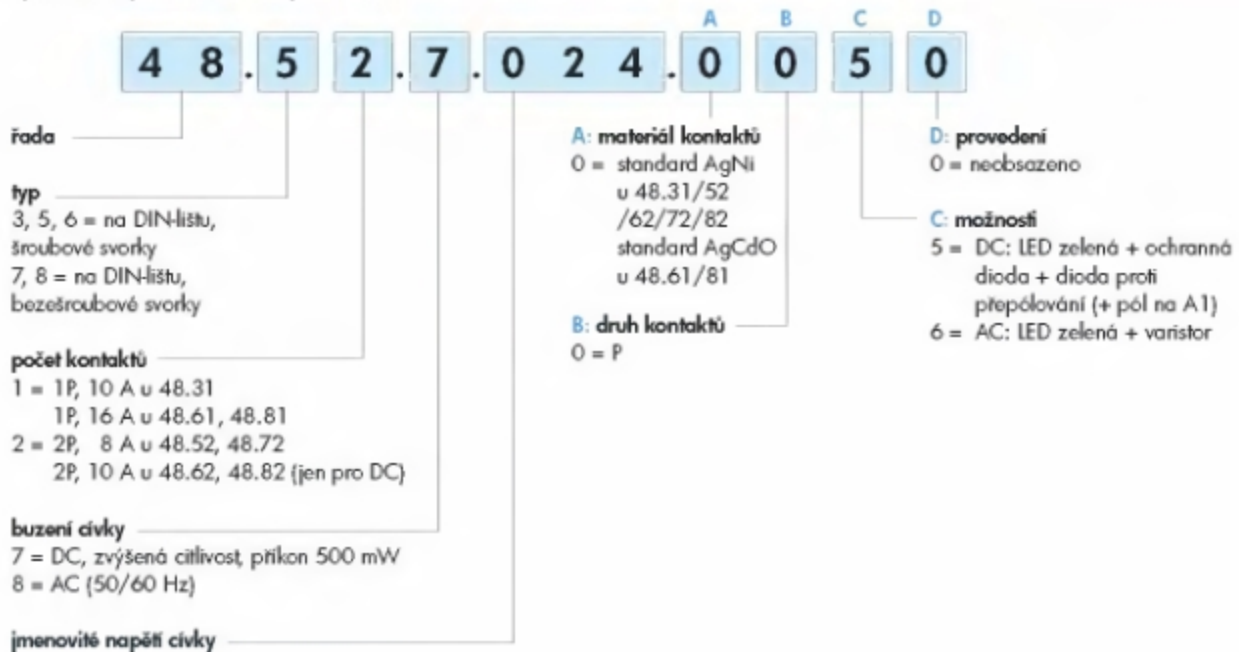 A B C D
4 8 . 5 2 . 7 . 0 2 4 . 0 0 5 0
řada
typ
3, 5, 6 = na DIN-lištu,
šroubové svorky
7, 8 = na DIN-lištu,
bezešroubové svorky
počet kontaktů
1 = 1P, 10 A u 48.31
1P, 16 A u 48.61, 48.81
2 = 2P, 8 A u 48.52, 48.72
2P, 10 A u 48.62, 48.82 (jen pro DC)
buzení cívky
7 = DC, zvýšená citlivost, příkon 500 mW
8 = AC (50/60 Hz)
jmenovité napětí cívky
A: materiál kontaktů
0 = standard AgNi
u 48.31/52
/62/72/82
standard AgCdO
u 48.61/81
B: druh kontaktů
0 = P
D: provedení
0 = neobsazeno
C: možnosti
5 = DC: LED zelená + ochranná
dioda + dioda proti
přepólování (+ pól na A1)
6 = AC: LED zelená + varistor